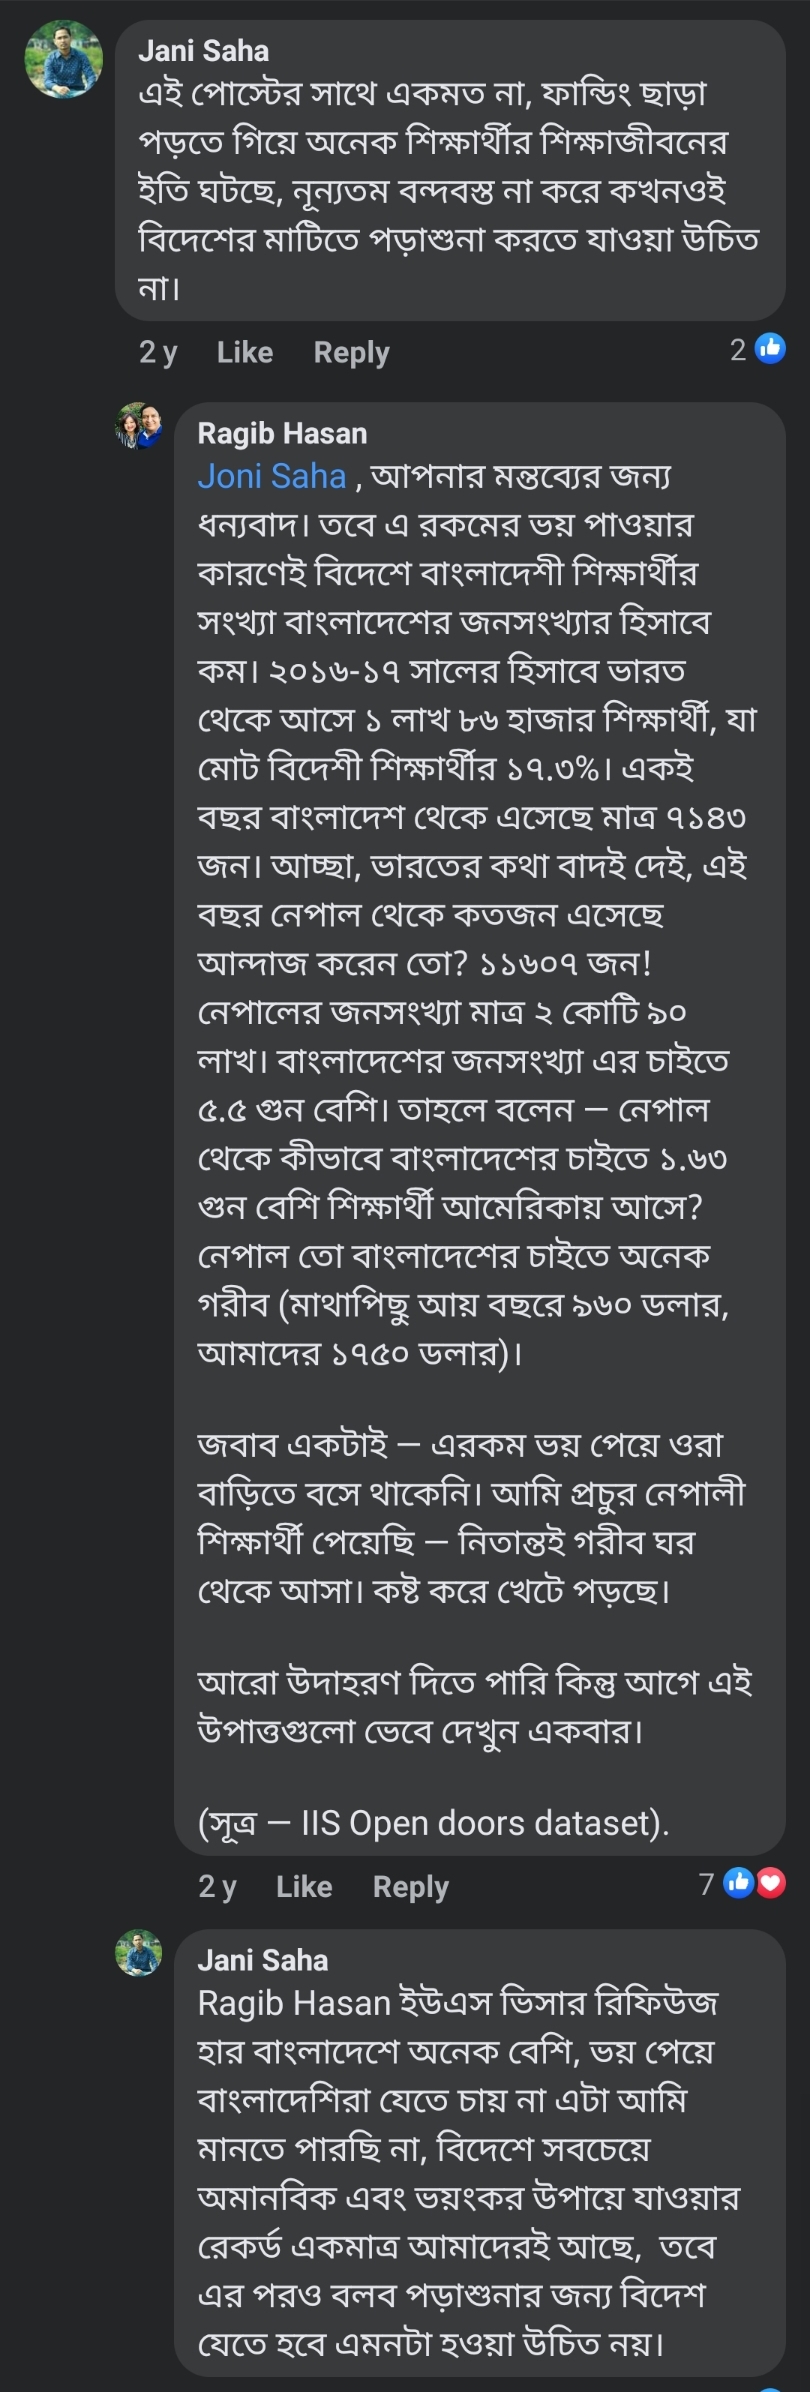 Jani Saha
এই পোস্টের সাথে একমত না, ফান্ডিং ছাড়া
পড়তে গিয়ে অনেক শিক্ষার্থীর শিক্ষাজীবনের
ইতি ঘটছে, নূন্যতম বন্দবস্ত না করে কখনওই
বিদেশের মাটিতে পড়াশুনা করতে যাওয়া উচিত
না।
2 y Like Reply 2
Ragib Hasan
Joni Saha , আপনার মন্তব্যের জন্য
ধন্যবাদ। তবে এ রকমের ভয় পাওয়ার
কারণেই বিদেশে বাংলাদেশী শিক্ষার্থীর
সংখ্যা বাংলাদেশের জনসংখ্যার হিসাবে
কম। ২০১৬-১৭ সালের হিসাবে ভারত
থেকে আসে ১ লাখ ৮৬ হাজার শিক্ষার্থী, যা
মোট বিদেশী শিক্ষার্থীর ১৭.৩%। একই
বছর বাংলাদেশ থেকে এসেছে মাত্র ৭১৪৩
জন। আচ্ছা, ভারতের কথা বাদই দেই, এই
বছর নেপাল থেকে কতজন এসেছে
আন্দাজ করেন তো? ১১৬০৭ জন!
নেপালের জনসংখ্যা মাত্র ২ কোটি ৯০
লাখ। বাংলাদেশের জনসংখ্যা এর চাইতে
৫.৫ গুন বেশি। তাহলে বলেন — নেপাল
থেকে কীভাবে বাংলাদেশের চাইতে ১.৬৩
গুন বেশি শিক্ষার্থী আমেরিকায় আসে?
নেপাল তো বাংলাদেশের চাইতে অনেক
গরীব (মাথাপিছু আয় বছরে ৯৬০ ডলার,
আমাদের ১৭৫০ ডলার)।
জবাব একটাই — এরকম ভয় পেয়ে ওরা
বাড়িতে বসে থাকেনি। আমি প্রচুর নেপালী
শিক্ষার্থী পেয়েছি — নিতান্তই গরীব ঘর
থেকে আসা। কষ্ট করে খেটে পড়ছে।
আরো উদাহরণ দিতে পারি কিন্তু আগে এই
উপাত্তগুলো ভেবে দেখুন একবার।
(সূত্র — IIS Open doors dataset).
2 y Like Reply 7
Jani Saha
Ragib Hasan ইউএস ভিসার রিফিউজ
হার বাংলাদেশে অনেক বেশি, ভয় পেয়ে
বাংলাদেশিরা যেতে চায় না এটা আমি
মানতে পারছি না, বিদেশে সবচেয়ে
অমানবিক এবং ভয়ংকর উপায়ে যাওয়ার
রেকর্ড একমাত্র আমাদেরই আছে, তবে
এর পরও বলব পড়াশুনার জন্য বিদেশ
যেতে হবে এমনটা হওয়া উচিত নয়।